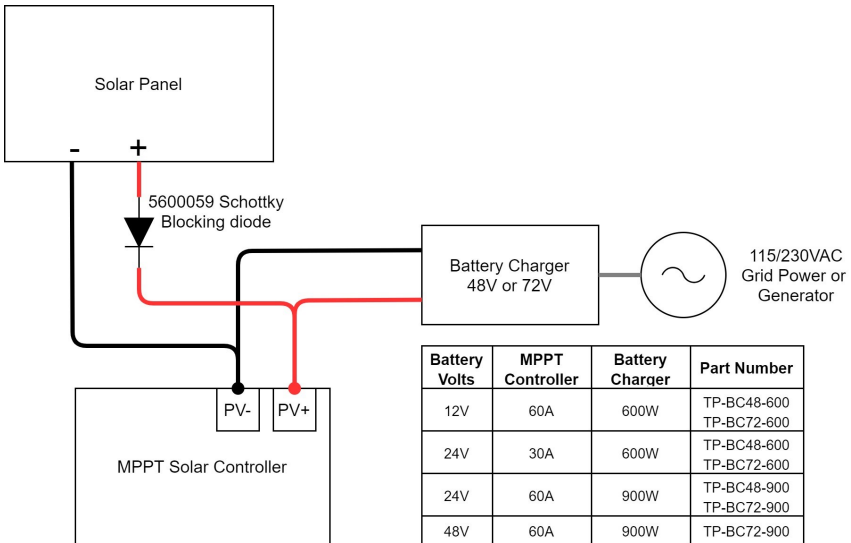 Solar Panel
- +
5600059 Schottky
Blocking diode
Battery Charger
48V or 72V
115/230VAC
Grid Power or
Generator
PV- PV+
MPPT Solar Controller
Battery Volts MPPT Controller Battery Charger Part Number
12V 60A 600W TP-BC48-600
TP-BC72-600
24V 30A 600W TP-BC48-600
TP-BC72-600
24V 60A 900W TP-BC48-900
TP-BC72-900
48V 60A 900W TP-BC72-900